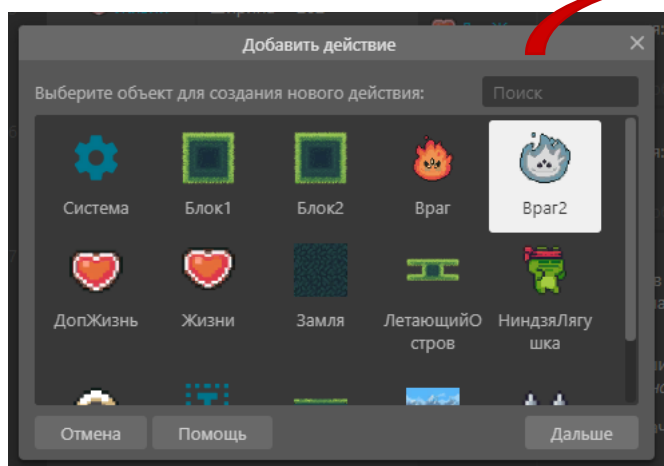 Добавить действие
Выберите объект для создания нового действия:
Поиск
Система
Блок1
Блок2
Враг
Враг2
ДопЖизнь
Жизни
Замля
ЛетающийО
стров
НиндзяЛягу
шка
Отмена
Помощь
Дальше